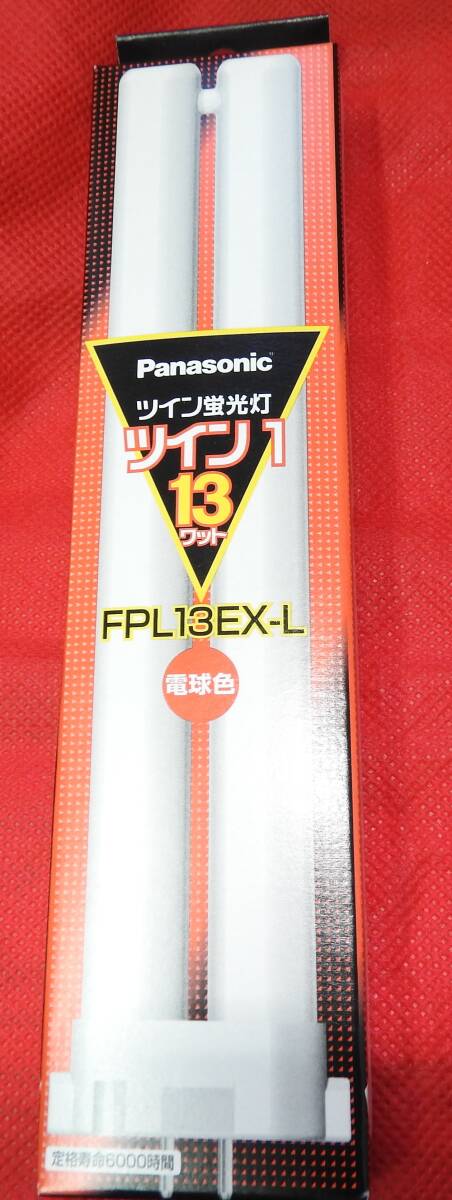 Panasonic
ツイン蛍光灯
ツイン1
13
ワット
FPL13EX-L
電球色
定格寿命6000時間